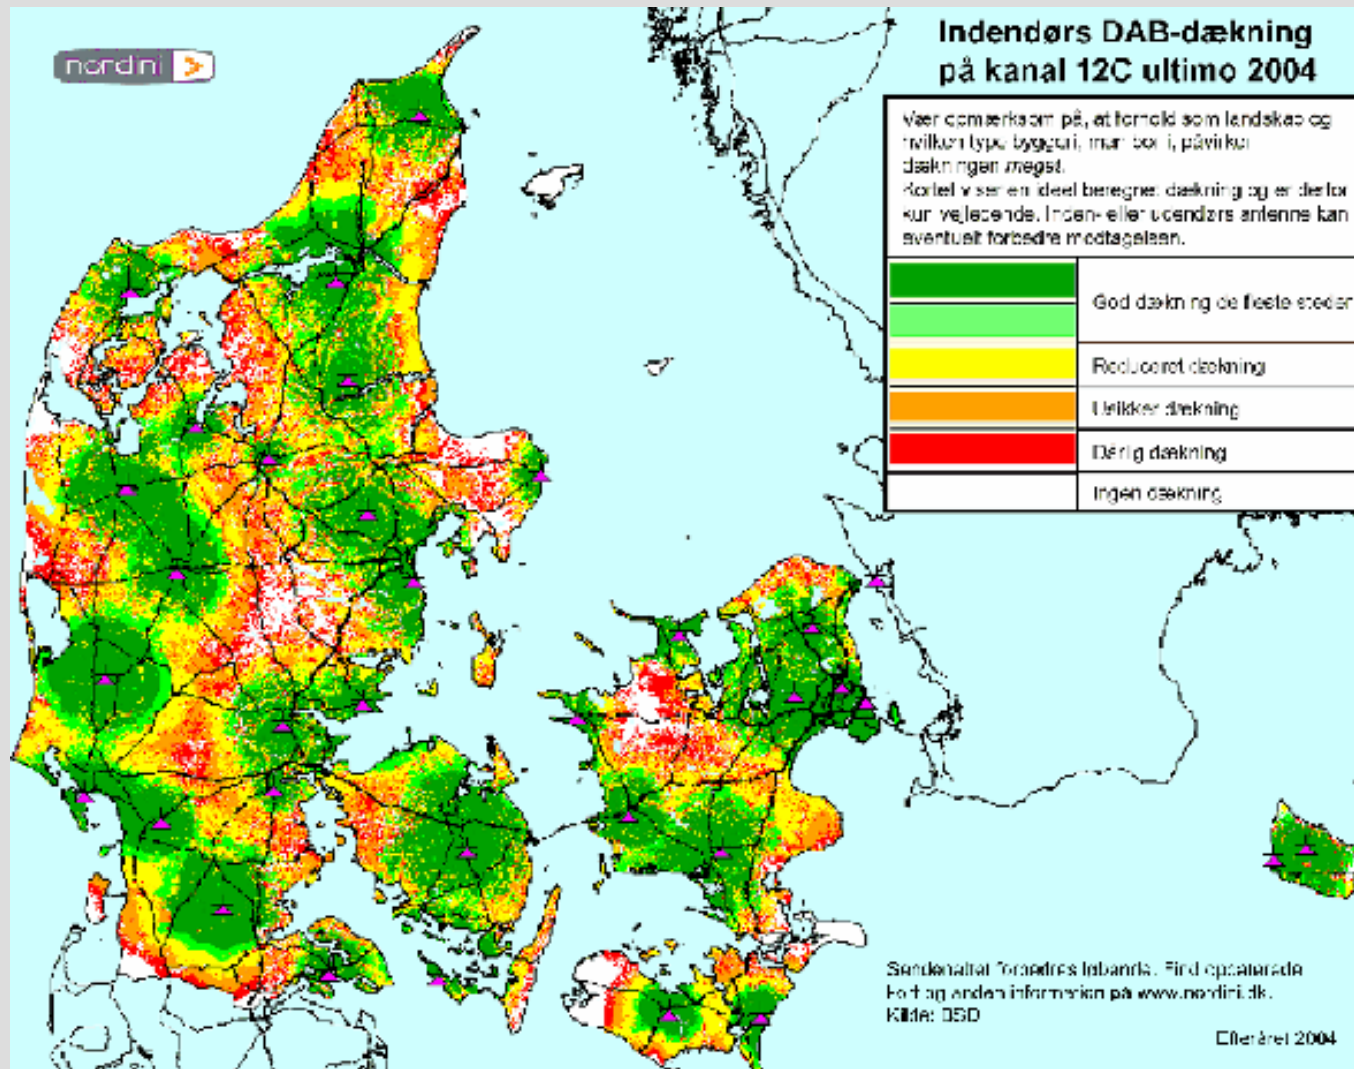 nordini
Indendørs DAB-dækning
på kanal 12C ultimo 2004
Vær opmærksom på, at forhold som landskab og
hvilken type byggeri, man bor i, påvirker
dækningen meget.
Kortet viser en ideel beregnet dækning og er derfor
kun vejledende. Inden- eller udendørs antenne kan
eventuelt forbedre modtagelsen.
God dækning de fleste steder
Reduceret dækning
Usikker dækning
Dårlig dækning
Ingen dækning
Sendenettet forbedres løbende. Find opdaterede
kort og anden information på www.nordini.dk.
Kilde: BSD
Efteråret 2004